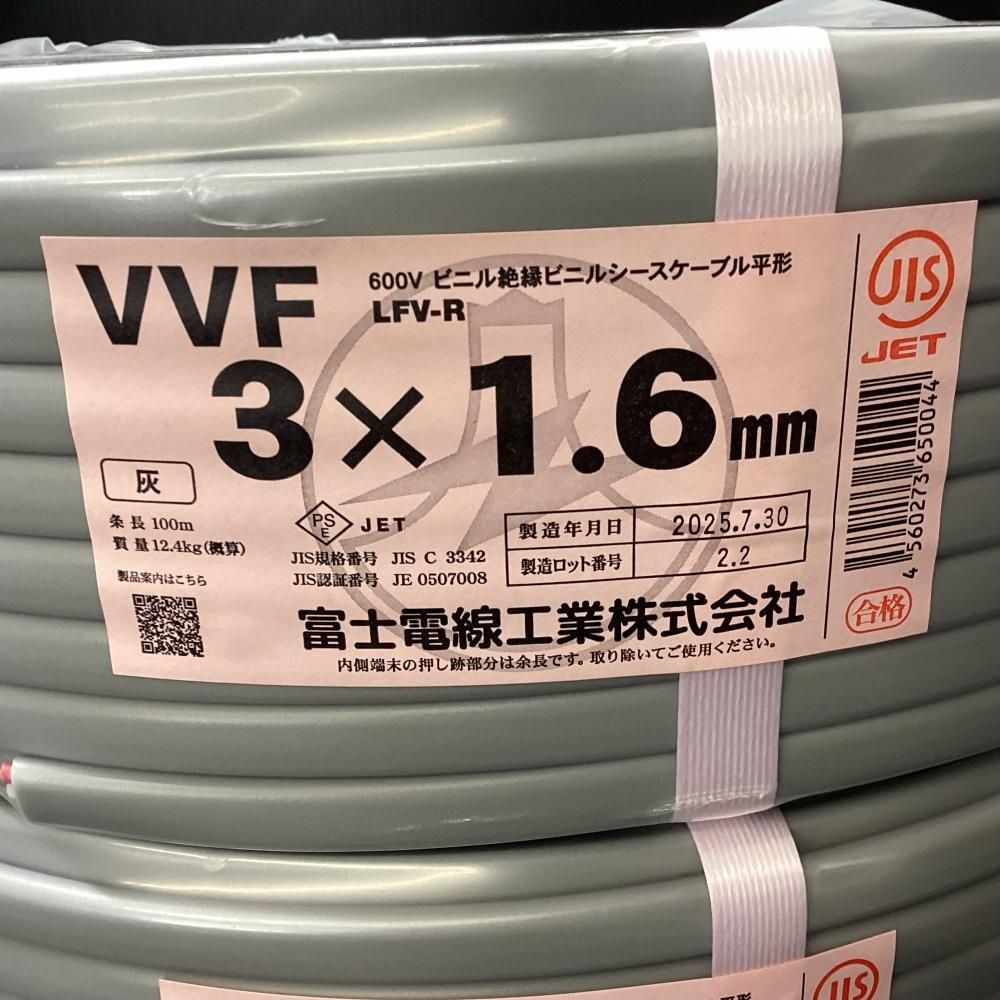 VVF
600V ビニル絶縁ビニルシースケーブル平形
LFV-R
3×1.6mm
灰
条長 100m
質量 12.4kg(概算)
製品案内はこちら
PS
E
JET
JIS規格番号 JIS C 3342
JIS認証番号 JE 0507008
製造年月日 2025.7.30
製造ロット番号 2.2
富士電線工業株式会社
内側端末の押し跡部分は余長です。取り除いてご使用ください。
JIS
JET
4 560273 650044
合格
JIS